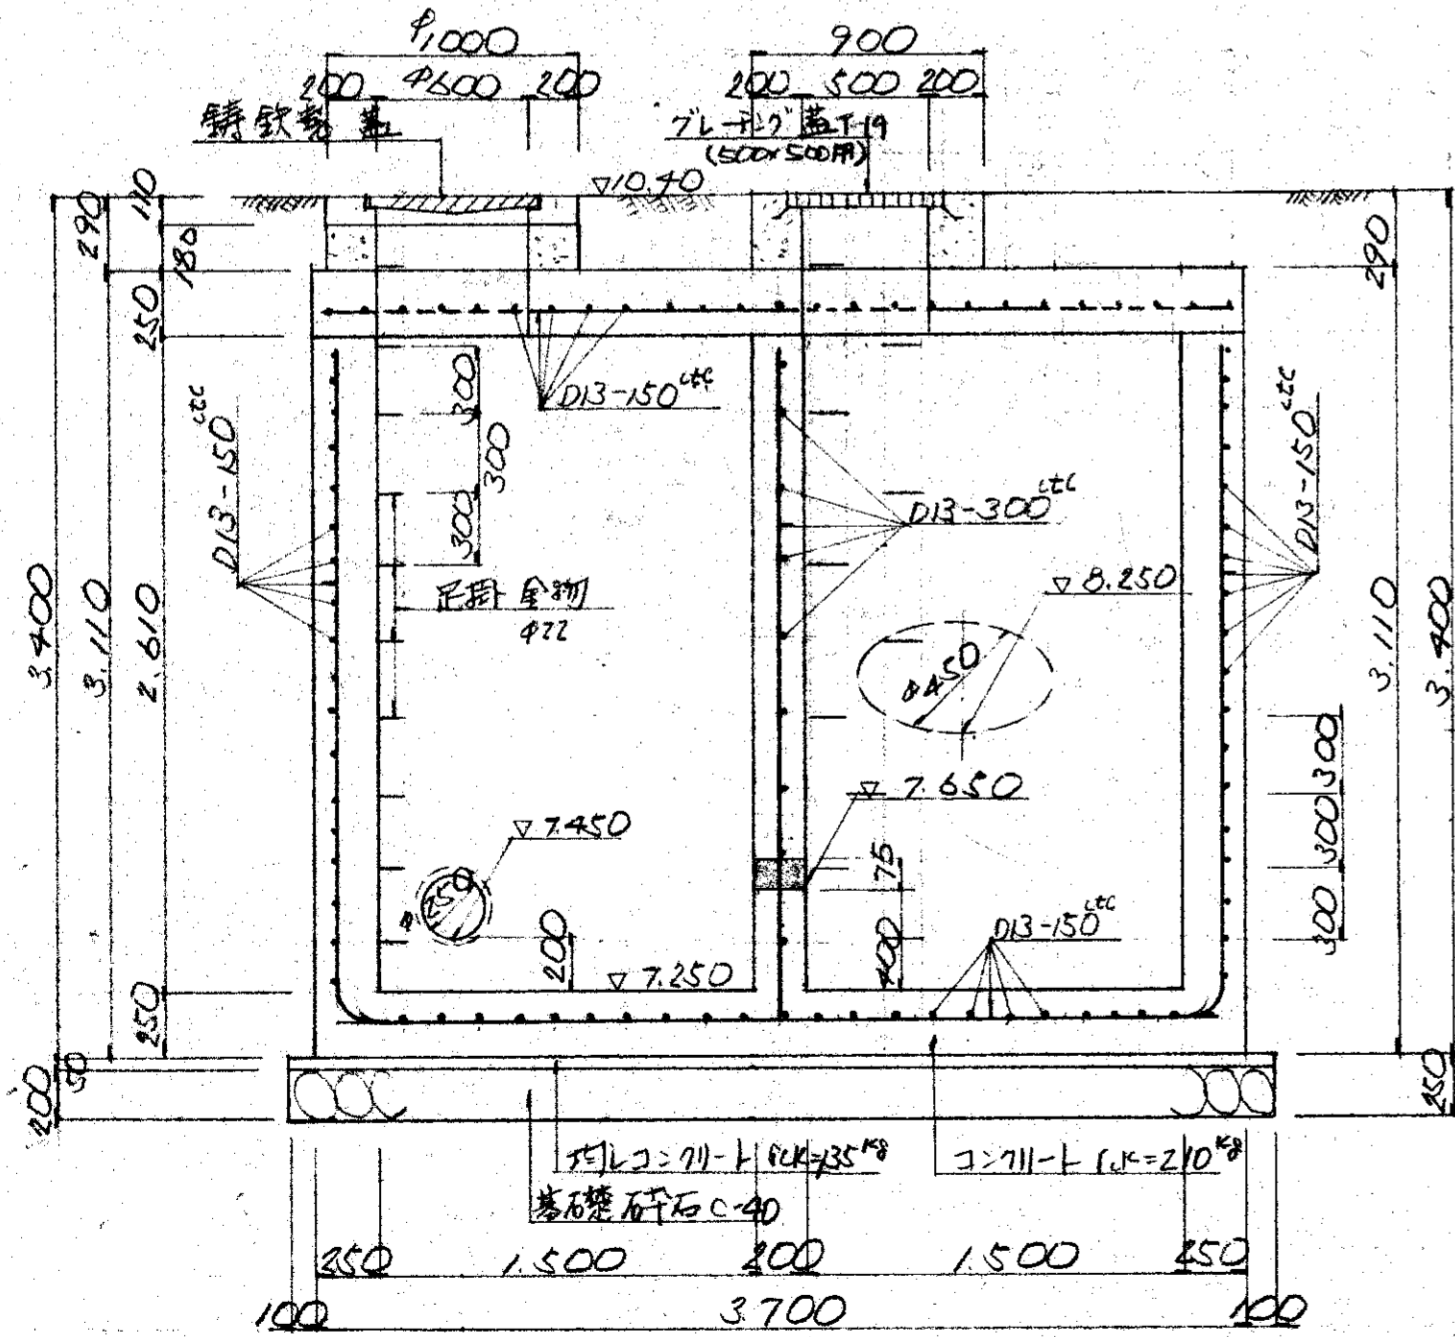 φ1,000
900
200 φ600 200
200 500 200
鋳鉄製 蓋
グレーチング 蓋T-19
(500×500用)
▽10.40
290
110
180
250
290
D13-150ctc
300
300
300
D13-150ctc
D13-300ctc
D13-150ctc
足掛金物
φ22
▽ 8.250
φ450
3.400
3.110
2.610
3.110
3.400
▽ 7.650
▽ 7.450
φ250
75
400
200
▽ 7.250
D13-150ctc
300
300
300
250
50
200
250
均しコンクリート σck=135kg
コンクリート σck=210kg
基礎砕石 C-40
250 1.500 200 1.500 250
100 3.700 100